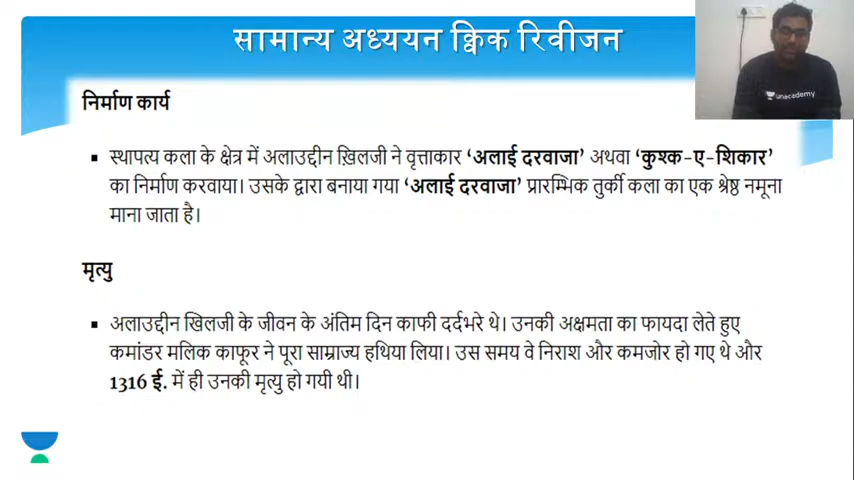 सामान्य अध्ययन क्विक रिवीजन
unacademy
निर्माण कार्य
▪ स्थापत्य कला के क्षेत्र में अलाउद्दीन ख़िलजी ने वृत्ताकार ‘अलाई दरवाजा’ अथवा ‘कुश्क-ए-शिकार’
का निर्माण करवाया। उसके द्वारा बनाया गया ‘अलाई दरवाजा’ प्रारम्भिक तुर्की कला का एक श्रेष्ठ नमूना
माना जाता है।
मृत्यु
▪ अलाउद्दीन खिलजी के जीवन के अंतिम दिन काफी दर्दभरे थे। उनकी अक्षमता का फायदा लेते हुए
कमांडर मलिक काफूर ने पूरा साम्राज्य हथिया लिया। उस समय वे निराश और कमजोर हो गए थे और
1316 ई. में ही उनकी मृत्यु हो गयी थी।